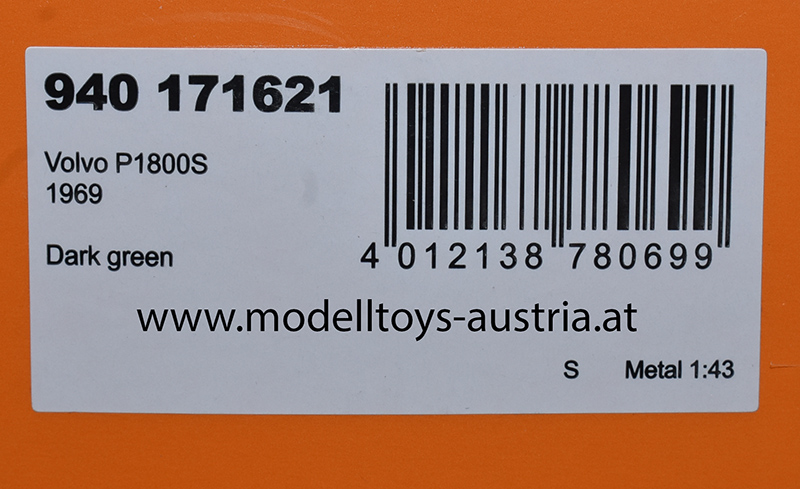 940 171621
Volvo P1800S
1969
Dark green
4 012138 780699
www.modelltoys-austria.at
S Metal 1:43